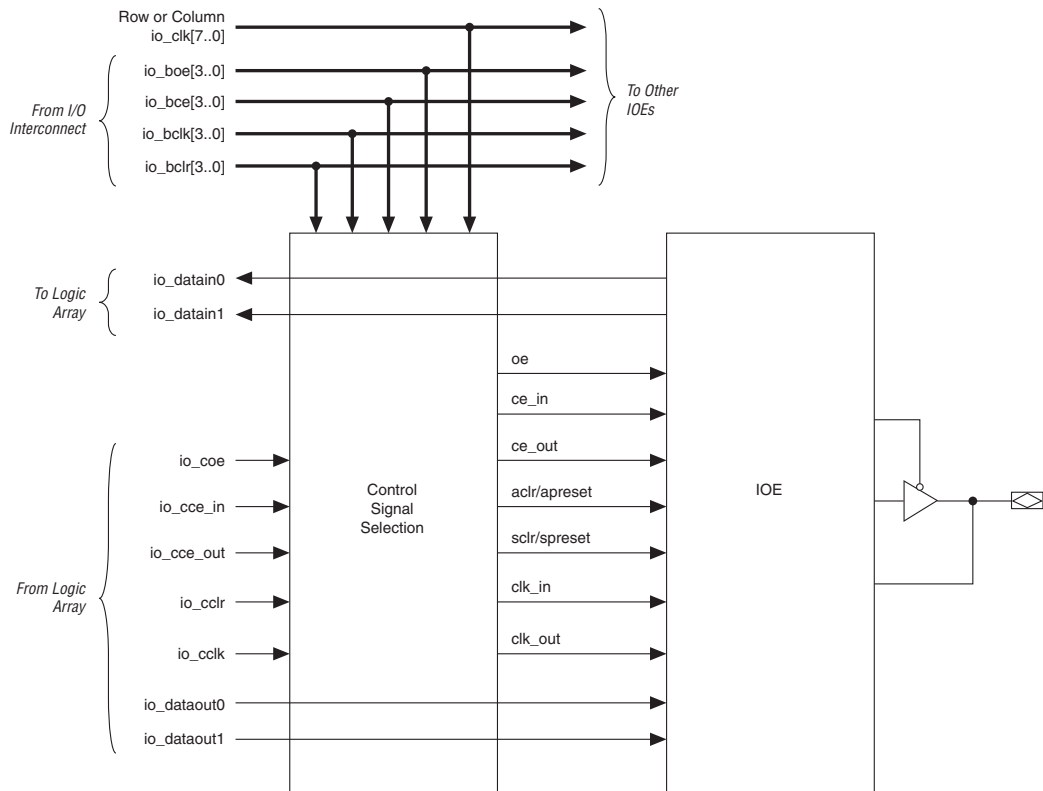 Row or Column
io_clk[7..0]
io_boe[3..0]
From I/O
Interconnect
io_bce[3..0]
io_bclk[3..0]
io_bclr[3..0]
To Other
IOEs
io_datain0
To Logic
Array
io_datain1
oe
ce_in
ce_out
io_coe
aclr/apreset
io_cce_in
Control
Signal
Selection
IOE
sclr/spreset
io_cce_out
From Logic
Array
clk_in
io_cclr
clk_out
io_cclk
io_dataout0
io_dataout1